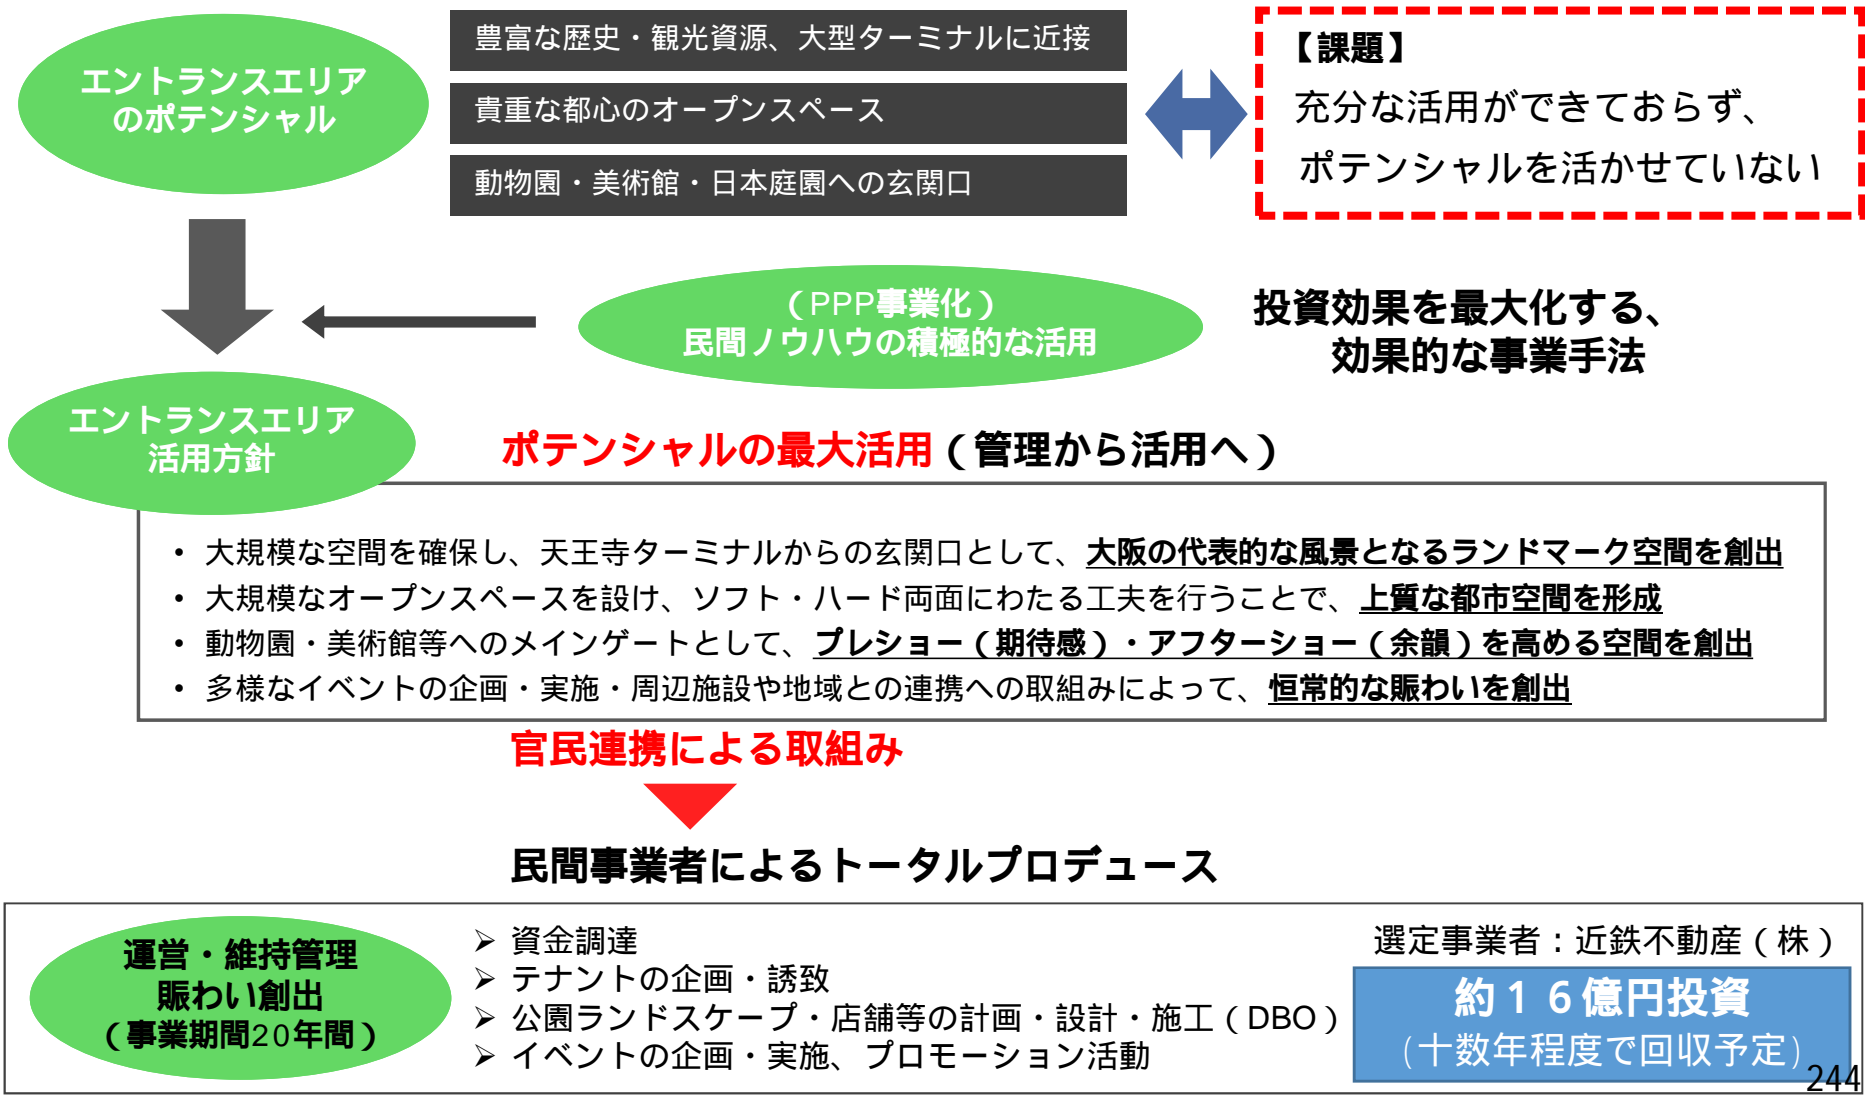 エントランスエリア
のポテンシャル
豊富な歴史・観光資源、大型ターミナルに近接
貴重な都心のオープンスペース
動物園・美術館・日本庭園への玄関口
【課題】
充分な活用ができておらず、
ポテンシャルを活かせていない
（PPP事業化）
民間ノウハウの積極的な活用
投資効果を最大化する、
効果的な事業手法
エントランスエリア
活用方針
ポテンシャルの最大活用（管理から活用へ）
• 大規模な空間を確保し、天王寺ターミナルからの玄関口として、大阪の代表的な風景となるランドマーク空間を創出
• 大規模なオープンスペースを設け、ソフト・ハード両面にわたる工夫を行うことで、上質な都市空間を形成
• 動物園・美術館等へのメインゲートとして、プレショー（期待感）・アフターショー（余韻）を高める空間を創出
• 多様なイベントの企画・実施・周辺施設や地域との連携への取組みによって、恒常的な賑わいを創出
官民連携による取組み
民間事業者によるトータルプロデュース
運営・維持管理
賑わい創出
（事業期間20年間）
➢ 資金調達
➢ テナントの企画・誘致
➢ 公園ランドスケープ・店舗等の計画・設計・施工（DBO）
➢ イベントの企画・実施、プロモーション活動
選定事業者：近鉄不動産（株）
約１６億円投資
（十数年程度で回収予定）
244